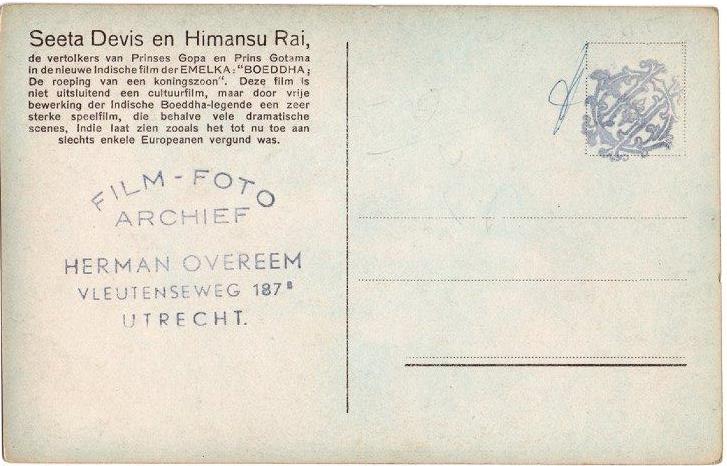 Seeta Devis en Himansu Rai,
de vertolkers van Prinses Gopa en Prins Gotama
in de nieuwe Indische film der EMELKA: "BOEDDHA;
De roeping van een koningszoon". Deze film is
niet uitsluitend een cultuurfilm, maar door vrije
bewerking der Indische Boeddha-legende een zeer
sterke speelfilm, die behalve vele dramatische
scenes, Indie laat zien zooals het tot nu toe aan
slechts enkele Europeanen vergund was.
FILM-FOTO
ARCHIEF
HERMAN OVEREEM
VLEUTENSEWEG 187B
UTRECHT.